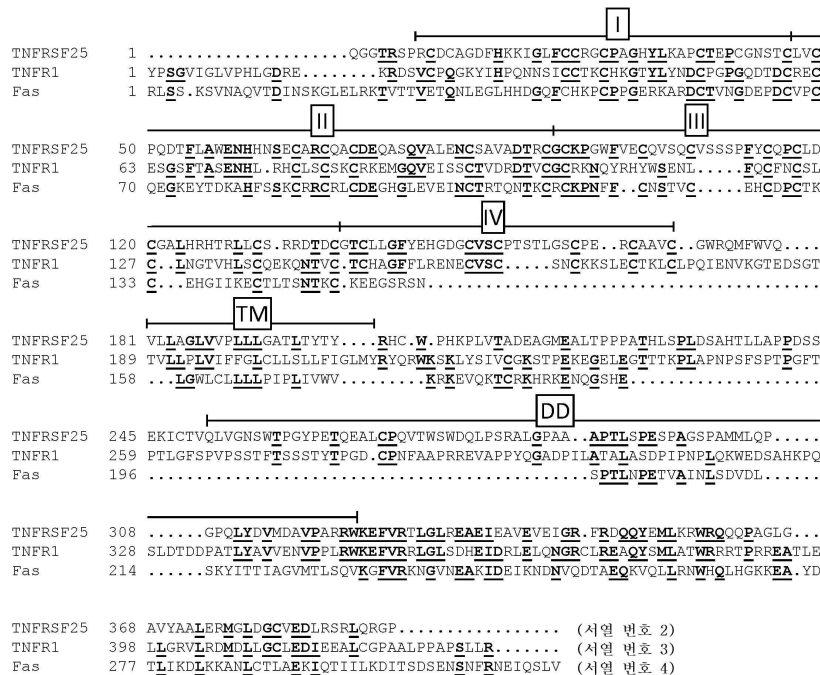 I
TNFRSF25 1 ....................QGGTRSPRCDCAGDFHKKIGLFCCRGCPAGHYLKAPCTEPCGNSTCLVC
TNFR1 1 YPSGVIGLVPHLGDRE.......KRDSVCPQGKYIHPQNNSICCTKCHKGTYLYNDCPGPGQDTDCREC
Fas 1 RLSS.KSVNAQVTDINSKGLELRKTVTTVETQNLEGLHHDGQFCHKPCPPGERKARDCTVNGDEPDCVPC
II III
TNFRSF25 50 PQDTFLAWENHHNSECARCQACDEQASQVALENCSAVADTRCGCKPGWFVECQVSQCVSSSPFYCQPCLD
TNFR1 63 ESGSFTASENHL.RHCLSCSKCRKEMGQVEISSCTVDRDTVCGCRKNQYRHYWSENL.....FQCFNCSL
Fas 70 QEGKEYTDKAHFSSKCRRCRLCDEGHGLEVEINCTRTQNTKCRCKPNFF..CNSTVC.....EHCDPCTK
IV
TNFRSF25 120 CGALHRHTRLLCSRRDTDCGTCLLGFYEHGDGCVSCPTSTLGSCPE..RCAAVC.GWRQMFWVQ......
TNFR1 127 C..LNGTVHLSCQEKQNTVC.TCHAGFFLRENECVSC....SNCKKSLECTKLCLPQIENVKGTEDSGT
Fas 133 C..EHGIIKECTLTSNTKC.KEEGSRSN..........................................
TM
TNFRSF25 181 VLLAGLVVPLLLGATLTYTY....RHC.W.PHKPLVTADEAGMEALTPPPATHLSPLDSAHTLLAPPDSS
TNFR1 189 TVLLPLVIFFGLCLLSLLFIGLMYRYQRWKSKLYSIVCGKSTPEKEGELEGTTTKPLAPNPSFSPTPGFT
Fas 158 ...LGWLCLLLLPIPLIVWV.....KRKEVQKTCRKHRKENQGSHE........................
DD
TNFRSF25 245 EKICTVQLVGNSWTPGYPETQEALCPQVTWSWDQLPSRALGPAA..APTLSPESPAGSPAMMLQP.....
TNFR1 259 PTLGFSPVPSSTFTSSSTYTPGD.CPNFAAPRREVAPPYQGADPILATALASDPIPNPLQKWEDSAHKPQ
Fas 196 .........................................SPTLNPETVAINLSDVDL...........
TNFRSF25 308 ......GPQLYDVMDAVPARRWKEFVRTLGLREAEIEAVEVEIGR.FRDQQYEMLKRWRQQQPAGLG...
TNFR1 328 SLDTDDPATLYAVVENVPPLRWKEFVRRLGLSDHEIDRLELQNGRCLREAQYSMLATWRRRTPRREATLE
Fas 214 .....SKYITTIAGVMTLSQVKGFVRKNGVNEAKIDEIKNDNVQDTAEQKVQLLRNWHQLHGKKEA.YD
TNFRSF25 368 AVYAALERMGLDGCVEDLRSRLQRGP................ (서열 번호 2)
TNFR1 398 LLGRVLRDMDLLGCLEDIEEALCGPAALPPAPSLLR....... (서열 번호 3)
Fas 277 TLIKDLKKANLCTLAEKIQTIILKDITSDSENSNFRNEIQSLV (서열 번호 4)